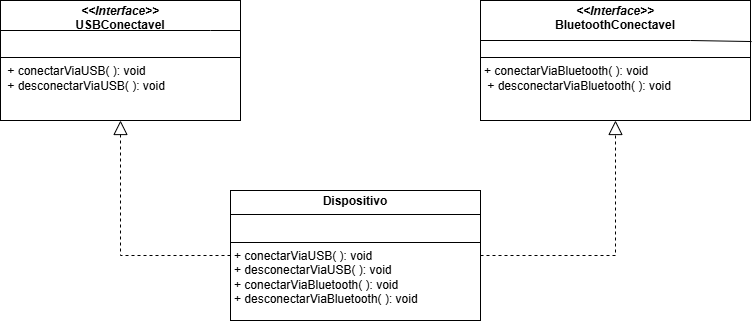 <<Interface>>
USBConectavel
+ conectarViaUSB( ): void
+ desconectarViaUSB( ): void
<<Interface>>
BluetoothConectavel
+ conectarViaBluetooth( ): void
+ desconectarViaBluetooth( ): void
Dispositivo
+ conectarViaUSB( ): void
+ desconectarViaUSB( ): void
+ conectarViaBluetooth( ): void
+ desconectarViaBluetooth( ): void